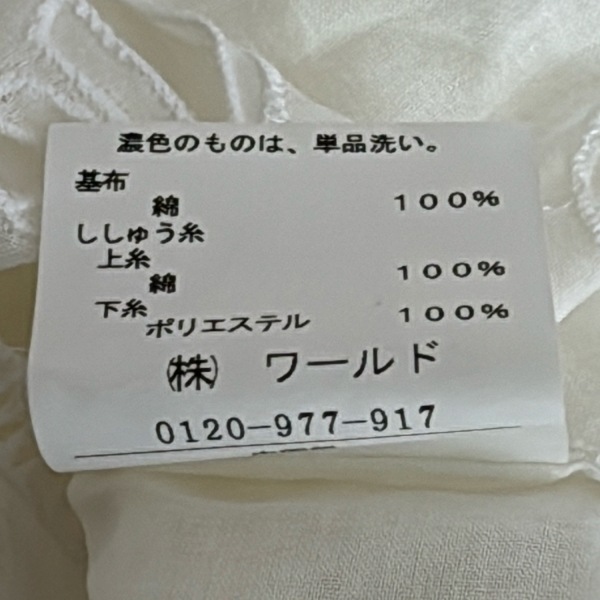 濃色のものは、単品洗い。
基布
綿 100%
ししゅう糸
上糸
綿 100%
下糸
ポリエステル 100%
㈱ ワールド
0120-977-917